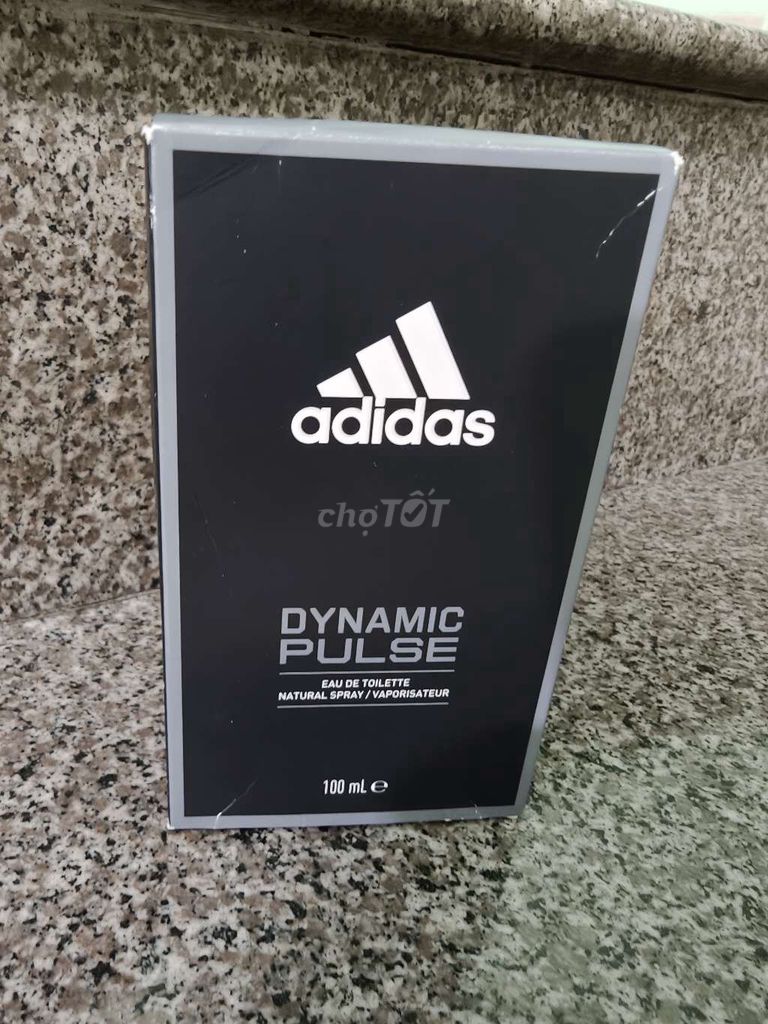 adidas
chợTỐT
DYNAMIC
PULSE
EAU DE TOILETTE
NATURAL SPRAY / VAPORISATEUR
100 mL ℮